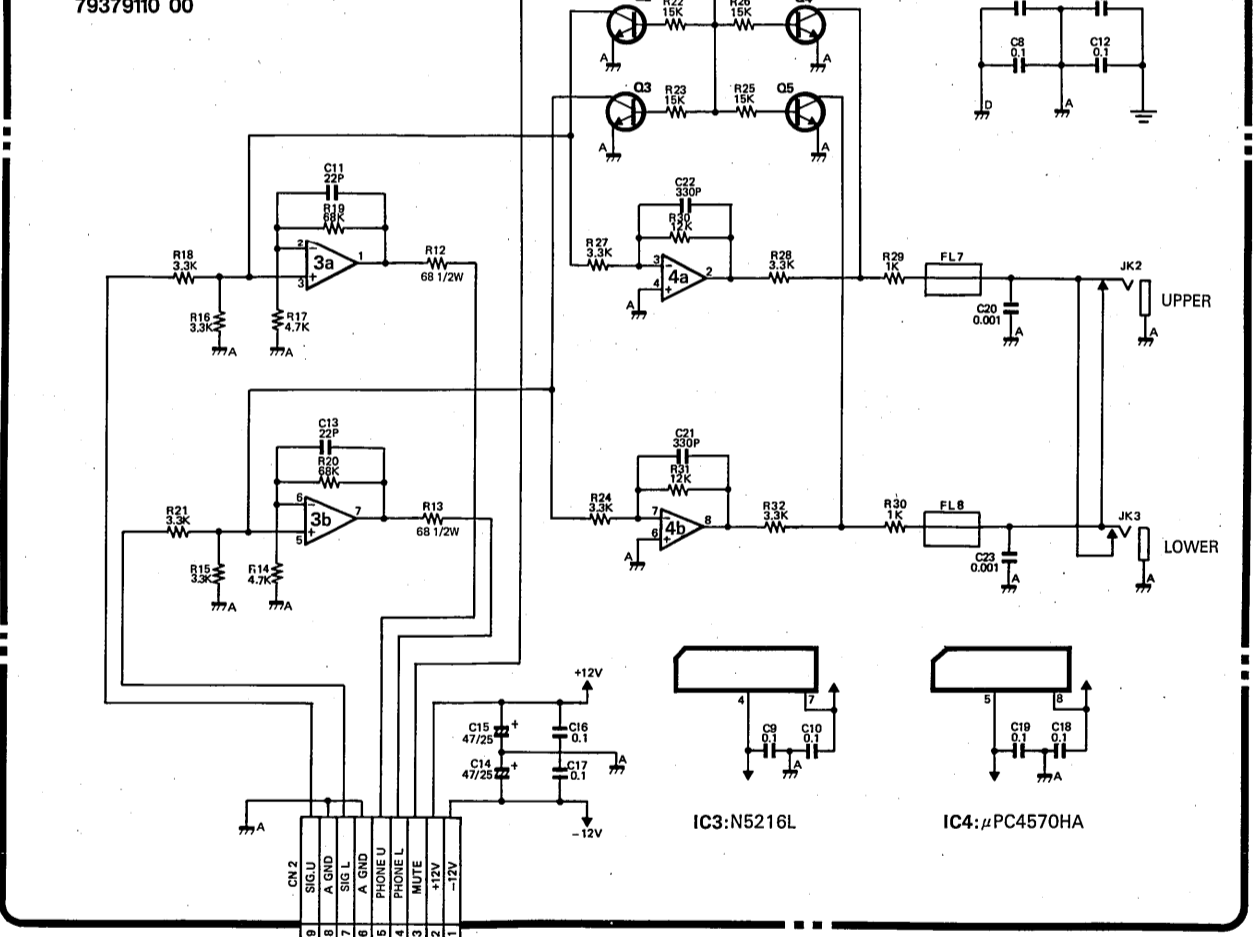 79379110 00
R22
15K
R26
15K
Q3
R23
15K
R25
15K
Q5
A
A
A
A
C8
0.1
C12
0.1
D
A
C11
22P
R19
68K
R18
3.3K
2
3
3a
1
R12
68 1/2W
R16
3.3K
R17
4.7K
A
A
C22
330P
R30
12K
R27
3.3K
3
4
4a
2
A
R28
3.3K
R29
1K
FL7
C20
0.001
A
JK2
UPPER
A
C13
22P
R20
68K
R21
3.3K
6
5
3b
7
R13
68 1/2W
R15
3.3K
R14
4.7K
A
A
C21
330P
R31
12K
R24
3.3K
7
6
4b
8
A
R32
3.3K
R30
1K
FL8
C23
0.001
A
JK3
LOWER
A
+12V
C15
47/25
+
C16
0.1
C14
47/25
+
C17
0.1
A
-12V
A
4
7
C9
0.1
C10
0.1
A
IC3:N5216L
5
8
C19
0.1
C18
0.1
A
IC4:μPC4570HA
CN 2
SIG.U
A GND
SIG L
A GND
PHONE U
PHONE L
MUTE
+12V
-12V
9
8
7
6
5
4
3
2
1